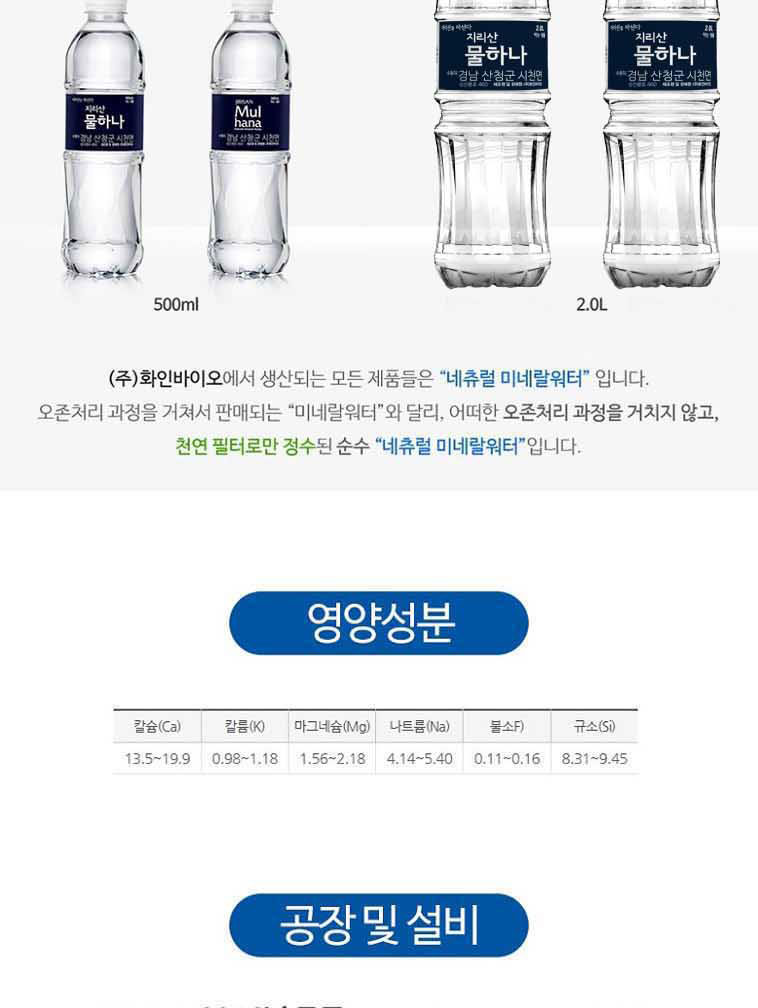 지리산
물하나
경남 산청군 시천면
JIRISAN
Mul
hana
경남 산청군 시천면
2.0L
지리산
물하나
경남 산청군 시천면
2.0L
지리산
물하나
경남 산청군 시천면
500ml
2.0L
(주)화인바이오에서 생산되는 모든 제품들은 “네츄럴 미네랄워터” 입니다.
오존처리 과정을 거쳐서 판매되는 “미네랄워터”와 달리, 어떠한 오존처리 과정을 거치지 않고,
천연 필터로만 정수된 순수 “네츄럴 미네랄워터”입니다.
영양성분
칼슘(Ca) 칼륨(K) 마그네슘(Mg) 나트륨(Na) 불소F) 규소(Si)
13.5~19.9 0.98~1.18 1.56~2.18 4.14~5.40 0.11~0.16 8.31~9.45
공장 및 설비